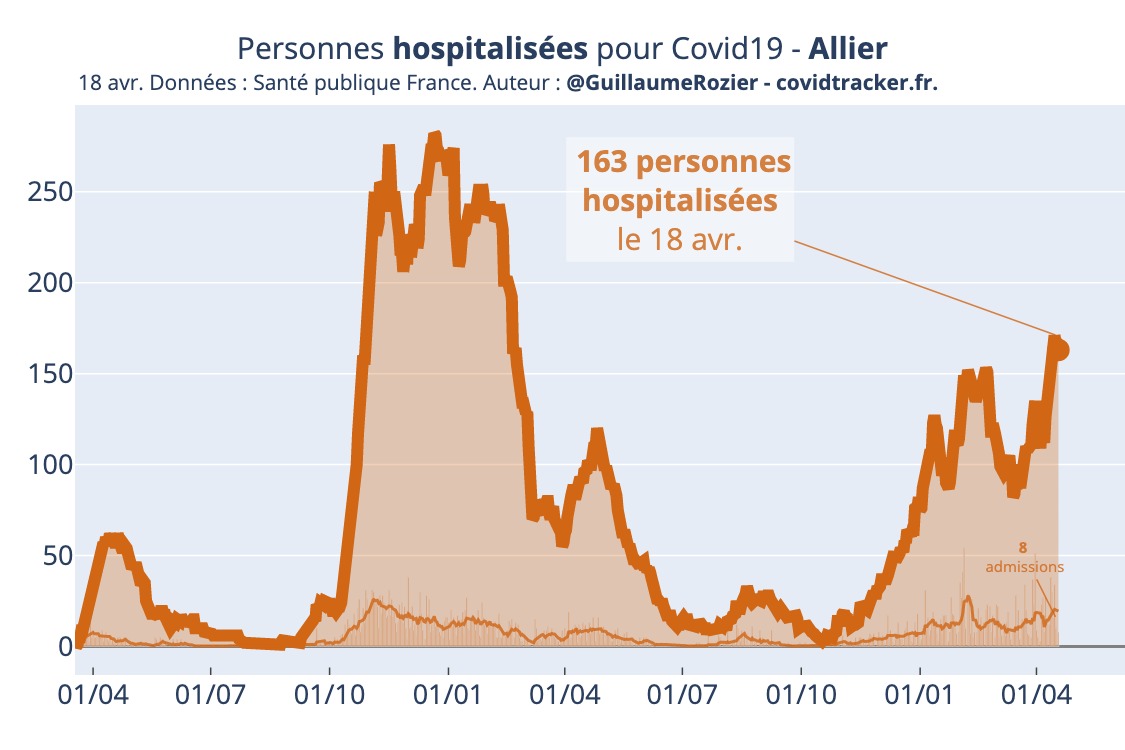 Personnes hospitalisées pour Covid19 - Allier
18 avr. Données : Santé publique France. Auteur : @GuillaumeRozier - covidtracker.fr.
163 personnes
hospitalisées
le 18 avr.
250
200
150
100
50
0
8
admissions
01/04 01/07 01/10 01/01 01/04 01/07 01/10 01/01 01/04